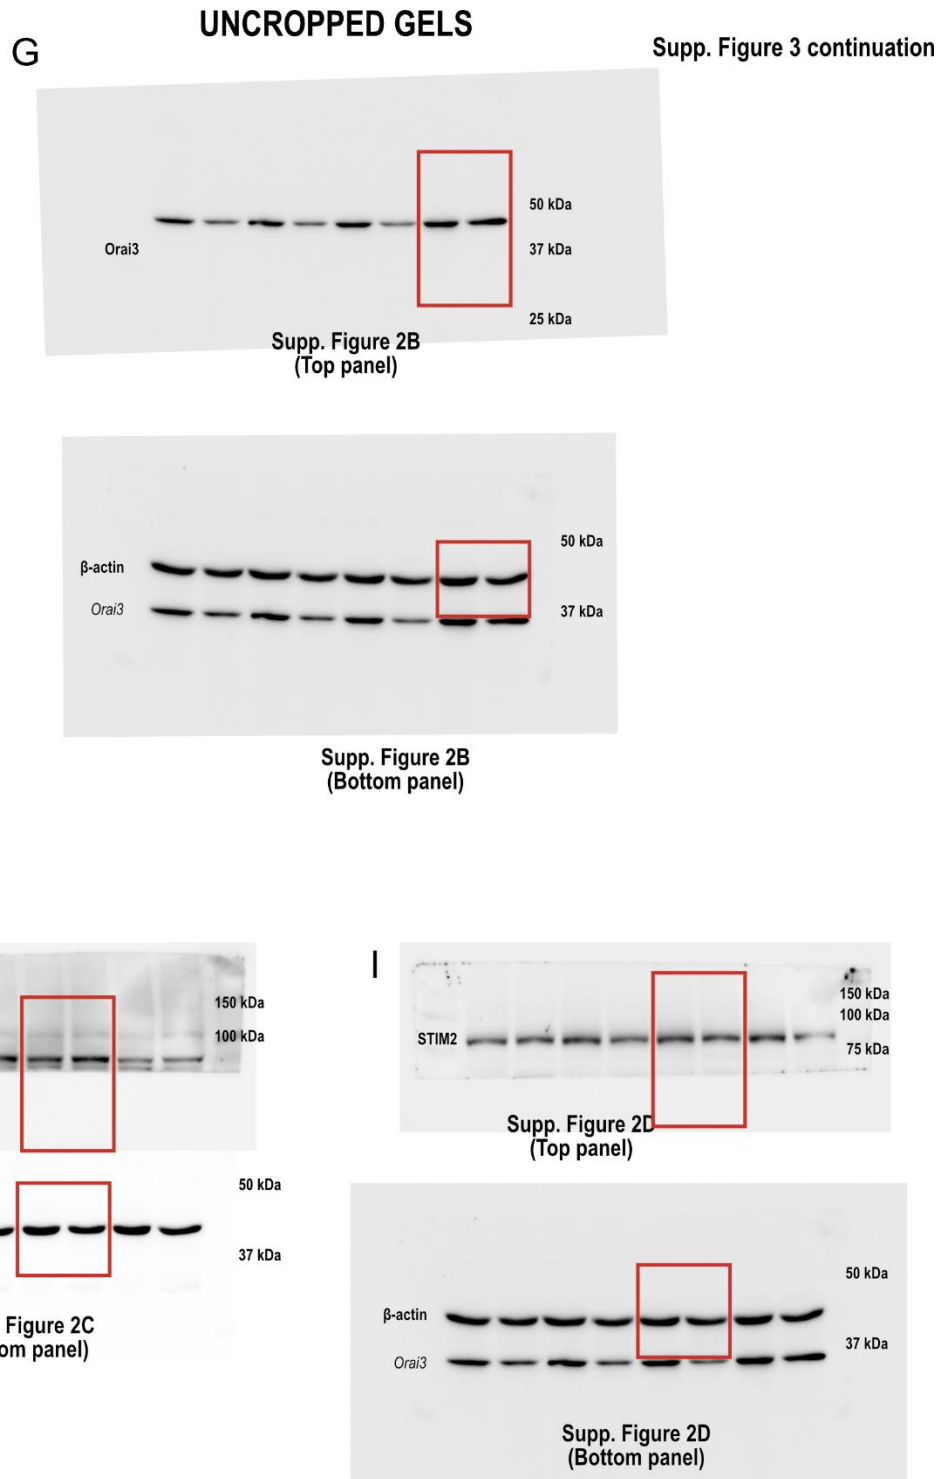 UNCROPPED GELS
G
Supp. Figure 3 continuation
50 kDa
Orai3
37 kDa
25 kDa
Supp. Figure 2B
(Top panel)
50 kDa
β-actin
Orai3
37 kDa
Supp. Figure 2B
(Bottom panel)
150 kDa
100 kDa
50 kDa
37 kDa
Figure 2C
om panel)
I
150 kDa
100 kDa
STIM2
75 kDa
Supp. Figure 2D
(Top panel)
50 kDa
β-actin
37 kDa
Orai3
Supp. Figure 2D
(Bottom panel)